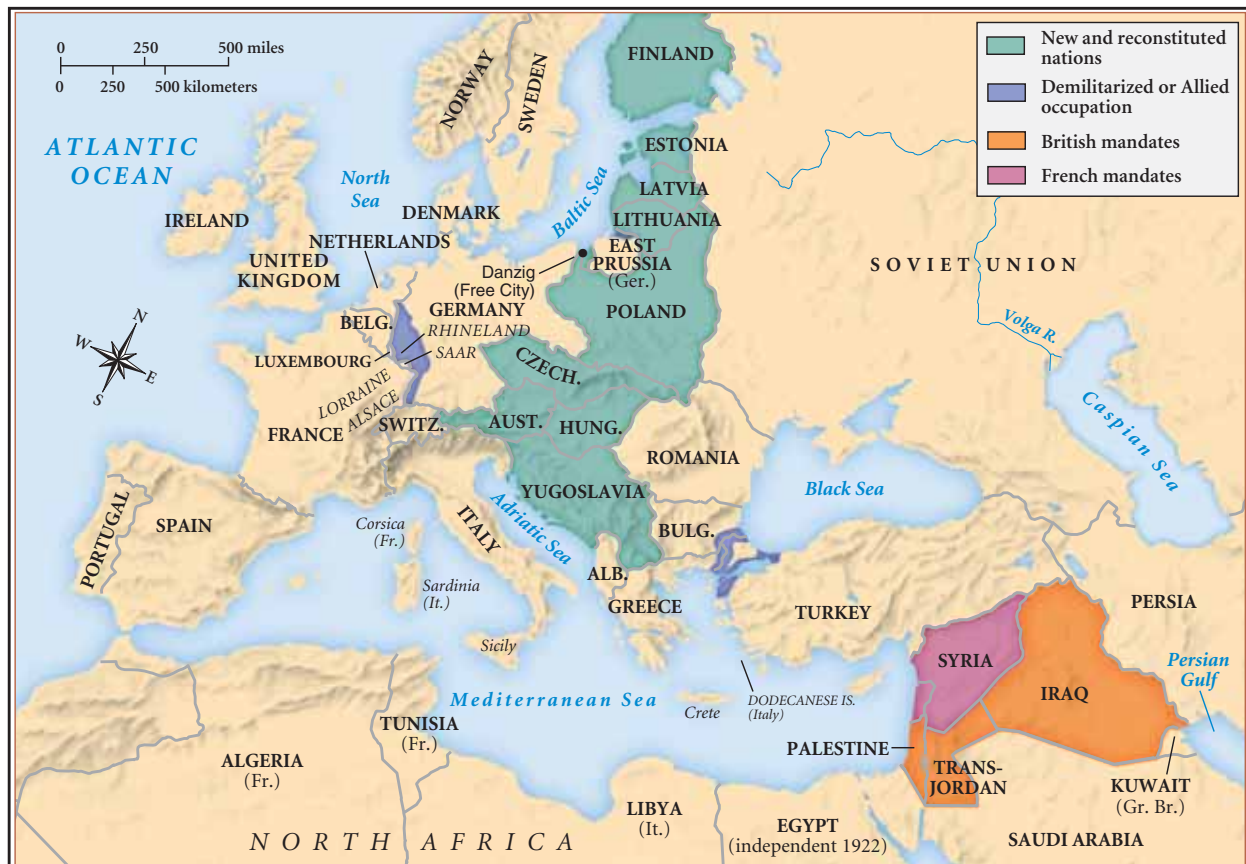 0 250 500 miles
0 250 500 kilometers
New and reconstituted
nations
Demilitarized or Allied
occupation
British mandates
French mandates
ATLANTIC
OCEAN
North
Sea
NORWAY
SWEDEN
FINLAND
ESTONIA
LATVIA
LITHUANIA
Baltic Sea
DENMARK
IRELAND
UNITED
KINGDOM
NETHERLANDS
Danzig
(Free City)
EAST
PRUSSIA
(Ger.)
SOVIET UNION
Volga R.
Caspian Sea
BELG.
GERMANY
RHINELAND
SAAR
LUXEMBOURG
LORRAINE
ALSACE
POLAND
CZECH.
N
W
E
S
FRANCE
SWITZ.
AUST.
HUNG.
ROMANIA
YUGOSLAVIA
Black Sea
BULG.
Adriatic Sea
ITALY
ALB.
GREECE
TURKEY
PORTUGAL
SPAIN
Corsica
(Fr.)
Sardinia
(It.)
Sicily
Mediterranean Sea
Crete
DODECANESE IS.
(Italy)
SYRIA
IRAQ
PERSIA
Persian
Gulf
PALESTINE
TRANS-
JORDAN
KUWAIT
(Gr. Br.)
TUNISIA
(Fr.)
ALGERIA
(Fr.)
LIBYA
(It.)
EGYPT
(independent 1922)
SAUDI ARABIA
NORTH AFRICA